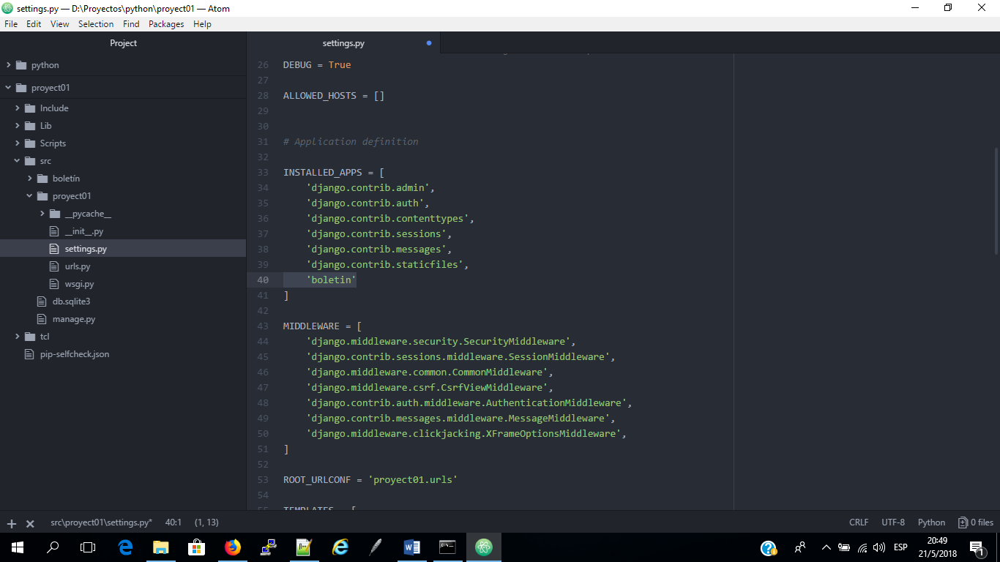 settings.py — D:\Proyectos\python\proyect01 — Atom
File Edit View Selection Find Packages Help
Project
python
proyect01
Include
Lib
Scripts
src
boletín
proyect01
__pycache__
__init__.py
settings.py
urls.py
wsgi.py
db.sqlite3
manage.py
tcl
pip-selfcheck.json
settings.py
26 DEBUG = True
27
28 ALLOWED_HOSTS = []
29
30
31 # Application definition
32
33 INSTALLED_APPS = [
34     'django.contrib.admin',
35     'django.contrib.auth',
36     'django.contrib.contenttypes',
37     'django.contrib.sessions',
38     'django.contrib.messages',
39     'django.contrib.staticfiles',
40     'boletin'
41 ]
42
43 MIDDLEWARE = [
44     'django.middleware.security.SecurityMiddleware',
45     'django.contrib.sessions.middleware.SessionMiddleware',
46     'django.middleware.common.CommonMiddleware',
47     'django.middleware.csrf.CsrfViewMiddleware',
48     'django.contrib.auth.middleware.AuthenticationMiddleware',
49     'django.contrib.messages.middleware.MessageMiddleware',
50     'django.middleware.clickjacking.XFrameOptionsMiddleware',
51 ]
52
53 ROOT_URLCONF = 'proyect01.urls'
54
55 TEMPLATES = [
src\proyect01\settings.py* 40:1 (1, 13) CRLF UTF-8 Python 0 files
ESP
20:49
21/5/2018
1